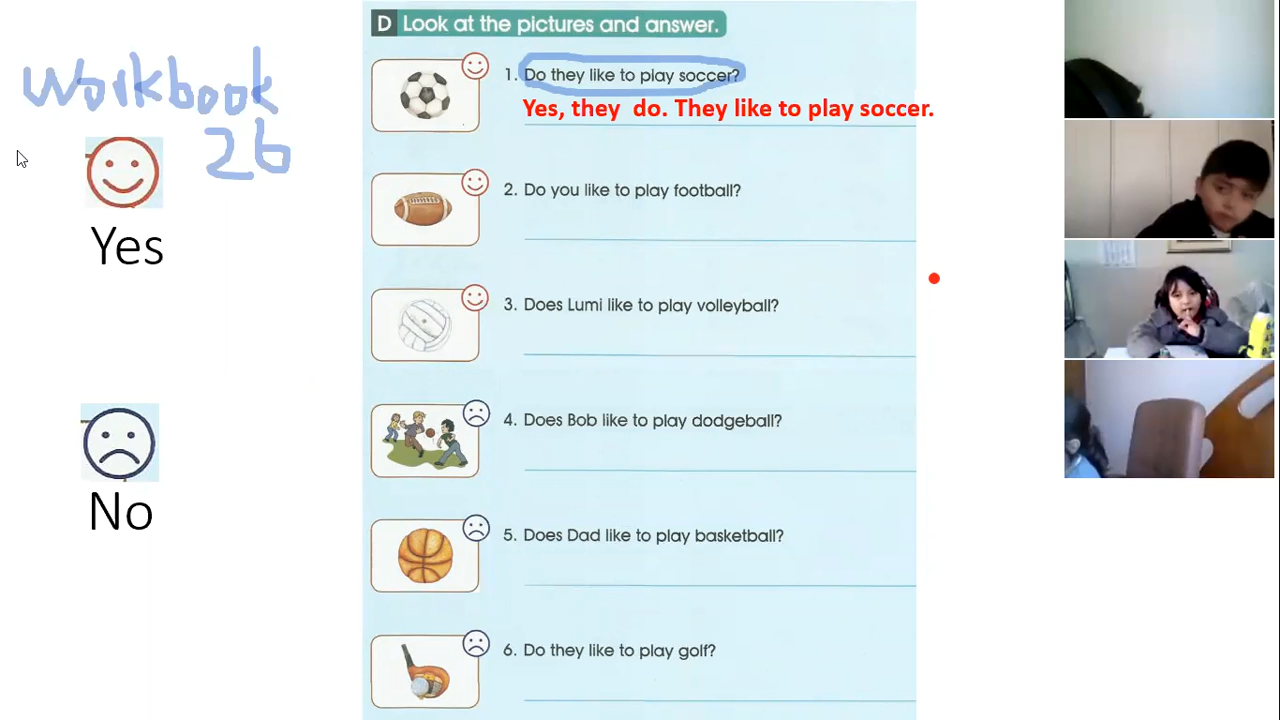 Workbook
26
Yes
No
D Look at the pictures and answer.
1. Do they like to play soccer?
Yes, they do. They like to play soccer.
2. Do you like to play football?
3. Does Lumi like to play volleyball?
4. Does Bob like to play dodgeball?
5. Does Dad like to play basketball?
6. Do they like to play golf?